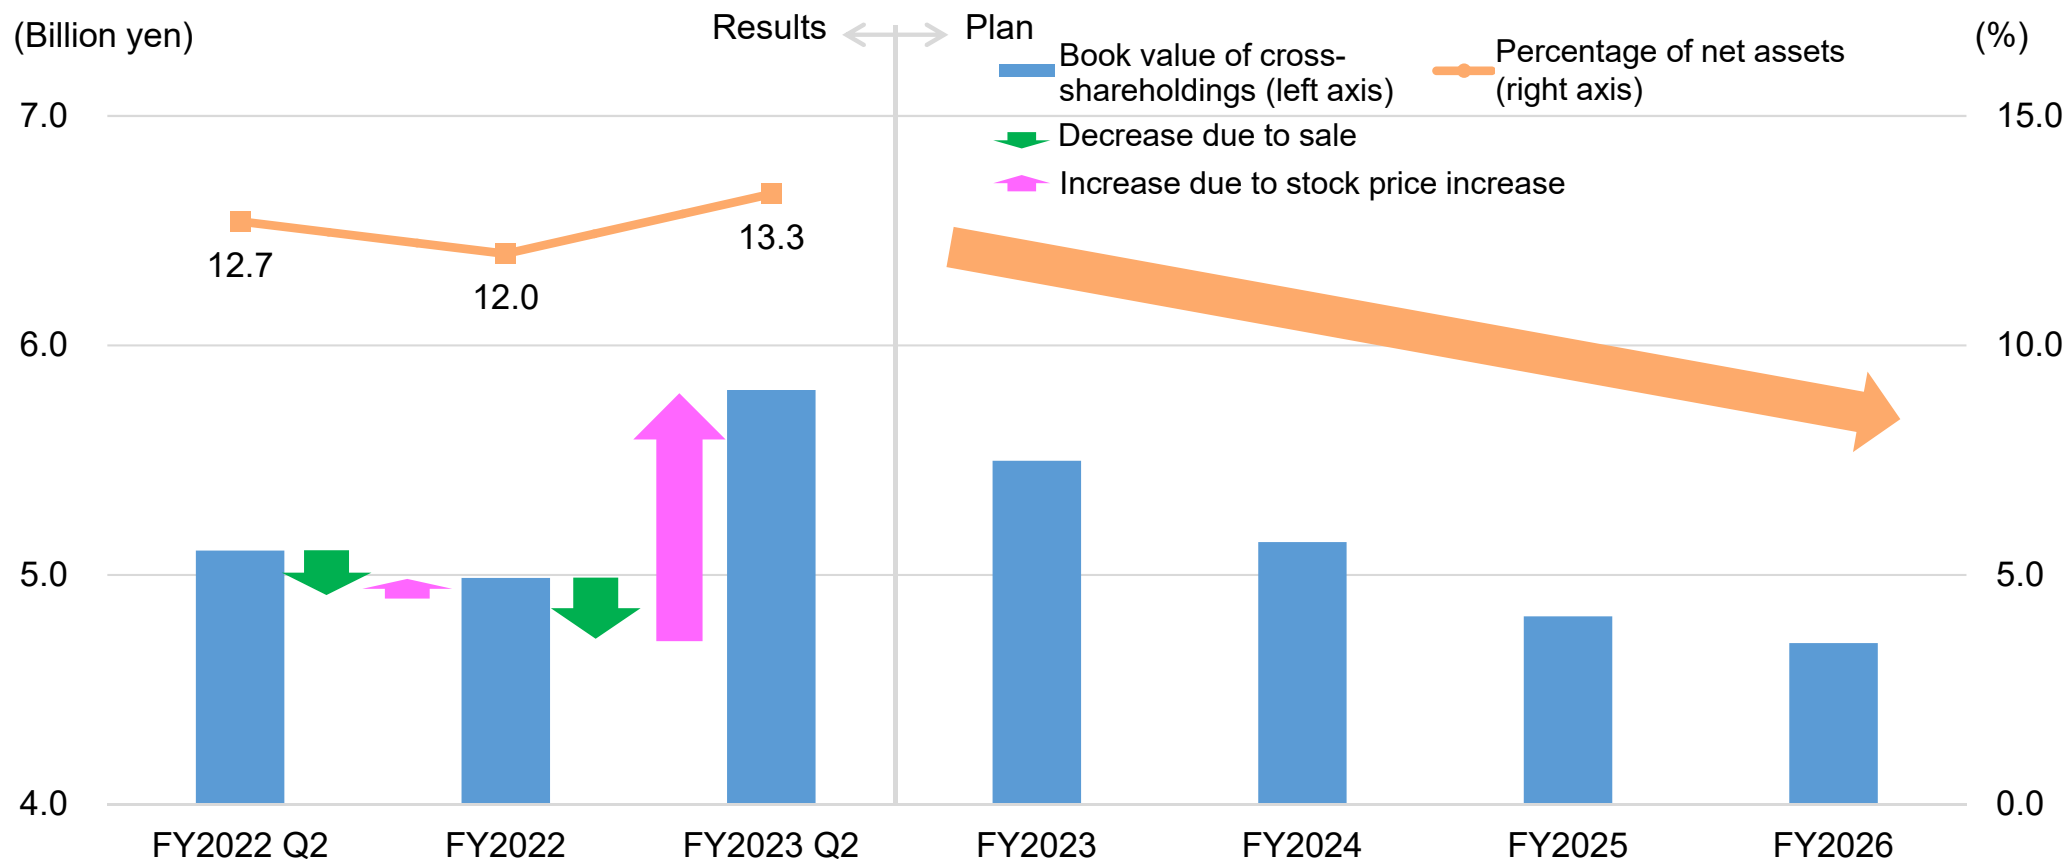 (Billion yen)
Results
Plan
(%)
Book value of cross-
shareholdings (left axis)
Percentage of net assets
(right axis)
Decrease due to sale
Increase due to stock price increase
7.0
15.0
12.7
12.0
13.3
6.0
10.0
5.0
5.0
4.0
0.0
FY2022 Q2
FY2022
FY2023 Q2
FY2023
FY2024
FY2025
FY2026